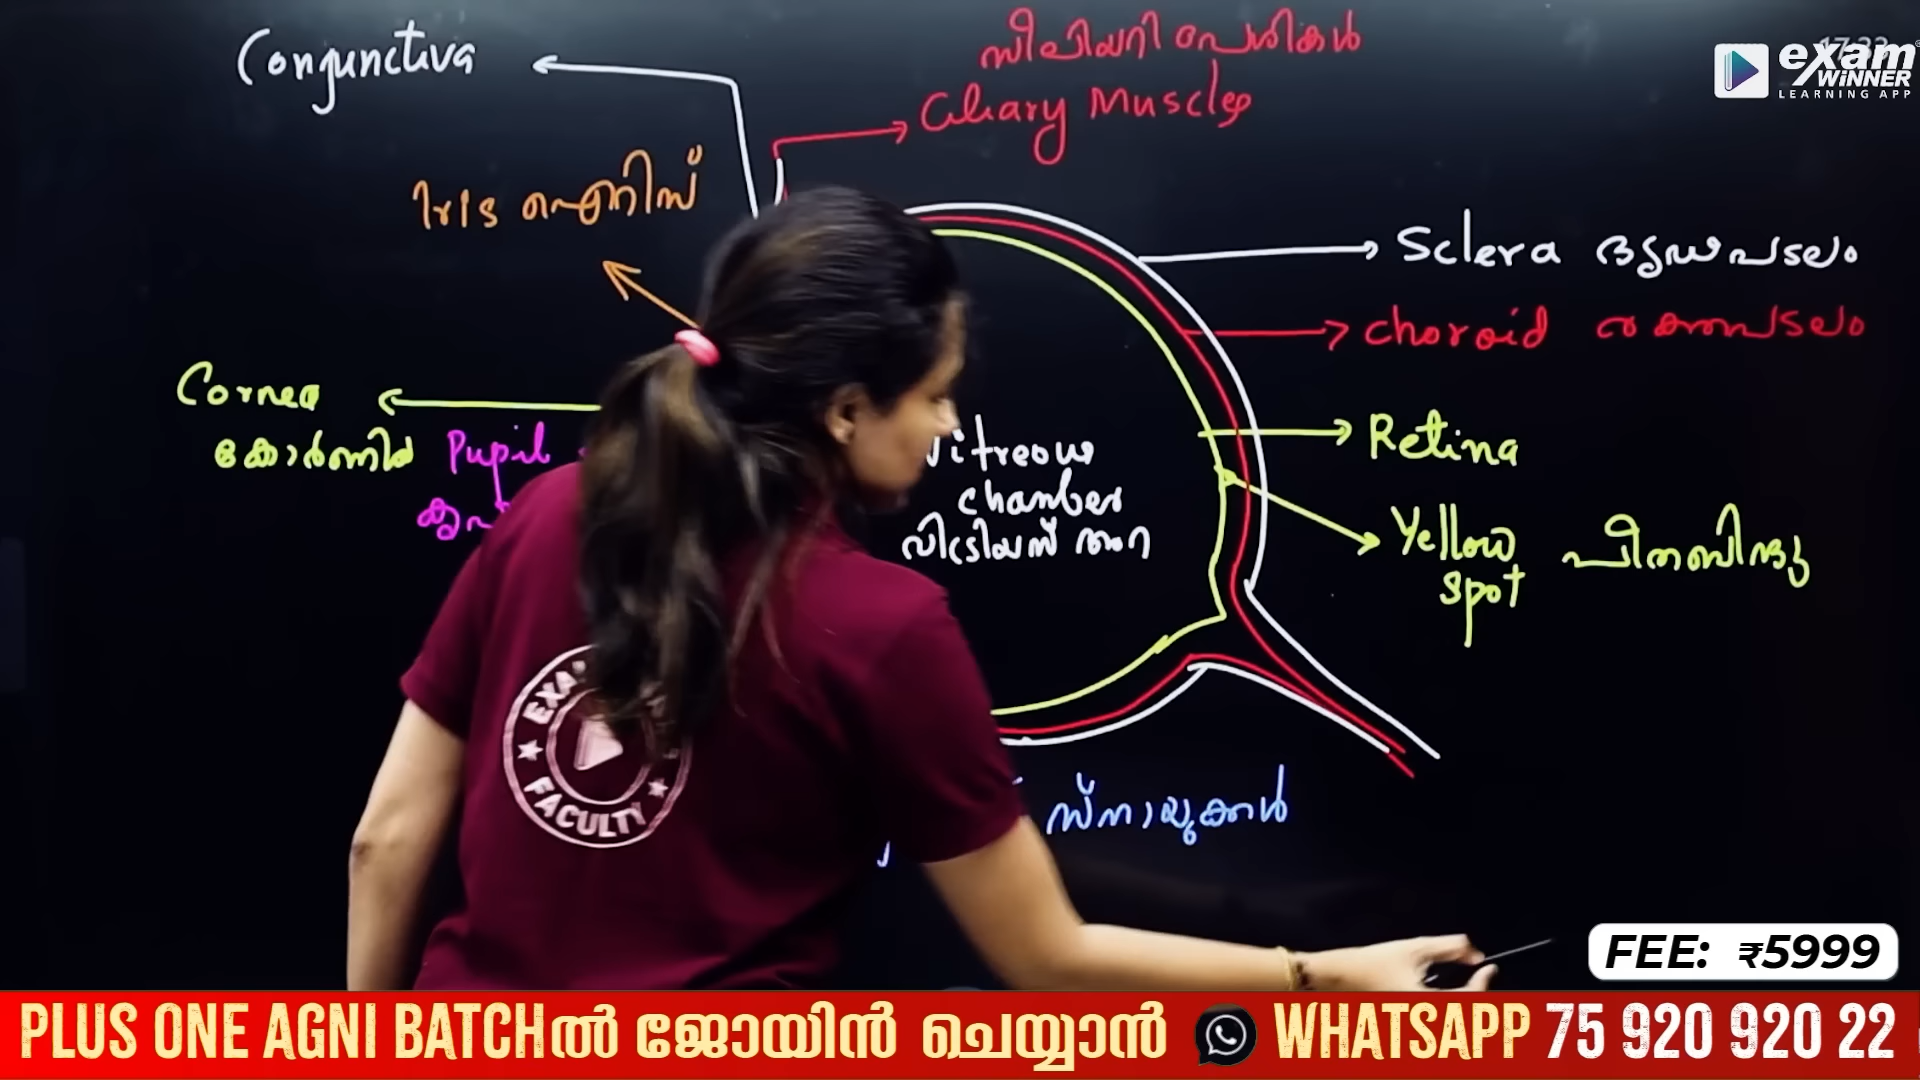 Conjunctiva
സീലിയറി പേശികൾ
Ciliary Muscles
exam
WiNNER
LEARNING APP
Iris ഐറിസ്
Sclera ദൃഢപടലം
Choroid രക്തപടലം
Cornea
കോർണിയ
Pupil
Retina
Vitreous
chamber
വിട്രിയസ് അറ
Yellow
spot
പീതബിന്ദു
സ്നായുക്കൾ
FACULTY
FEE: ₹5999
PLUS ONE AGNI BATCHൽ ജോയിൻ ചെയ്യാൻ WHATSAPP 75 920 920 22